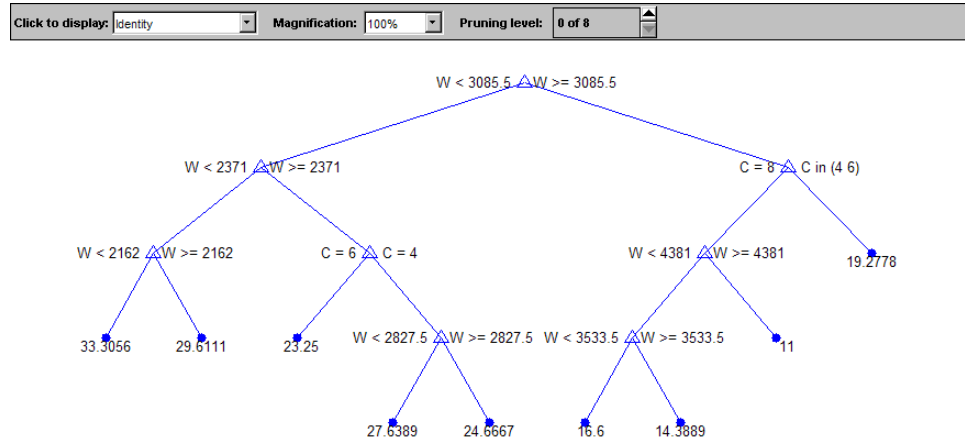 Click to display: Identity Magnification: 100% Pruning level: 0 of 8
W < 3085.5 W >= 3085.5
W < 2371 W >= 2371 C = 8 C in (4 6)
W < 2162 W >= 2162 C = 6 C = 4 W < 4381 W >= 4381 19.2778
33.3056 29.6111 23.25 W < 2827.5 W >= 2827.5 W < 3533.5 W >= 3533.5 11
27.6389 24.6667 16.6 14.3889